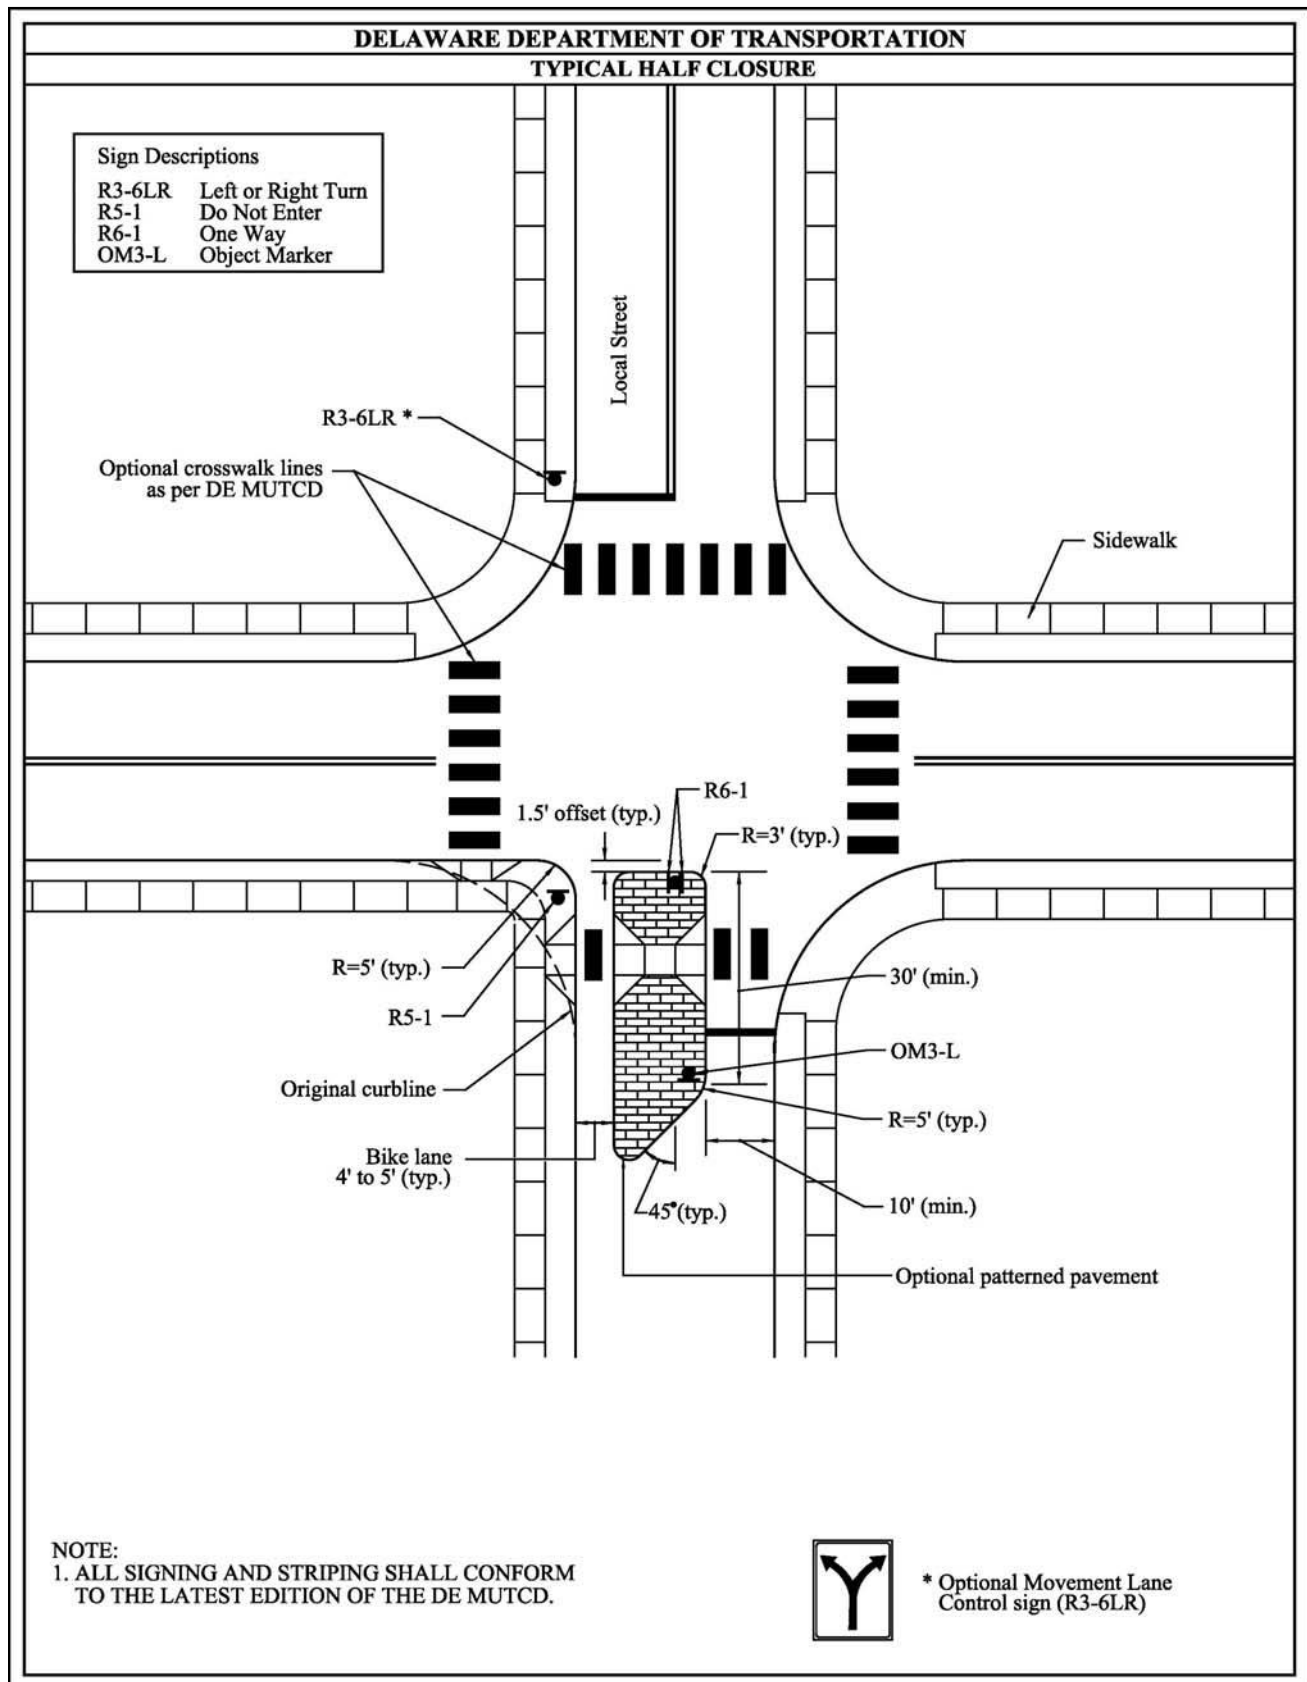 DELAWARE DEPARTMENT OF TRANSPORTATION
TYPICAL HALF CLOSURE
Sign Descriptions
R3-6LR Left or Right Turn
R5-1 Do Not Enter
R6-1 One Way
OM3-L Object Marker
Local Street
R3-6LR *
Optional crosswalk lines
as per DE MUTCD
Sidewalk
R6-1
1.5' offset (typ.)
R=3' (typ.)
R=5' (typ.)
30' (min.)
R5-1
OM3-L
Original curbline
R=5' (typ.)
Bike lane
4' to 5' (typ.)
10' (min.)
45° (typ.)
Optional patterned pavement
NOTE:
1. ALL SIGNING AND STRIPING SHALL CONFORM
TO THE LATEST EDITION OF THE DE MUTCD.
* Optional Movement Lane
Control sign (R3-6LR)